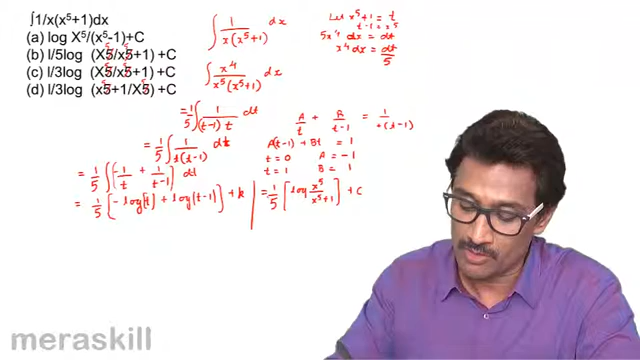 ∫1/x(x⁵+1)dx
(a) log X⁵/(x⁵-1)+C
(b) l/5log (X5/x5+1) +C
(c) l/3log (X5/x5+1) +C
(d) l/3log (x5+1/X5) +C
∫ 1/x(x⁵+1) dx
∫ x⁴/x⁵(x⁵+1) dx
Let x⁵+1 = t
t-1 = x⁵
5x⁴ dx = dt
x⁴ dx = dt/5
= 1/5 ∫ 1/(t-1) t dt
= 1/5 ∫ 1/t(t-1) dt
A/t + B/t-1 = 1/t(t-1)
A(t-1) + Bt = 1
t = 0 A = -1
t = 1 B = 1
= 1/5 ∫ (-1/t + 1/t-1) dt
= 1/5 [-log[t] + log(t-1)] + k
= 1/5 [log x⁵/x⁵+1] + C
meraskill